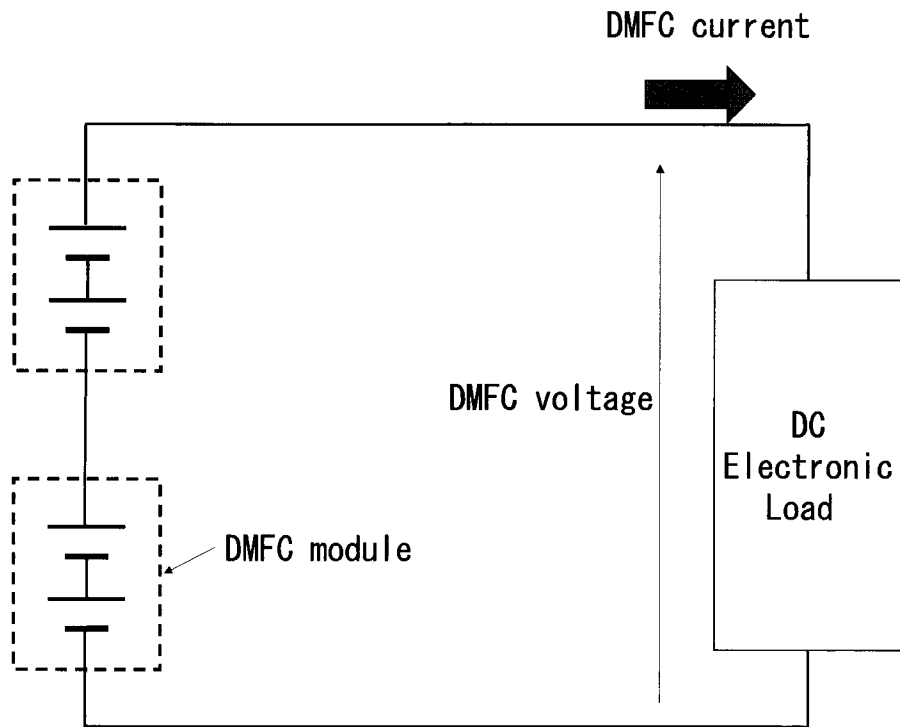 DMFC current
DMFC voltage
DC
Electronic
Load
DMFC module